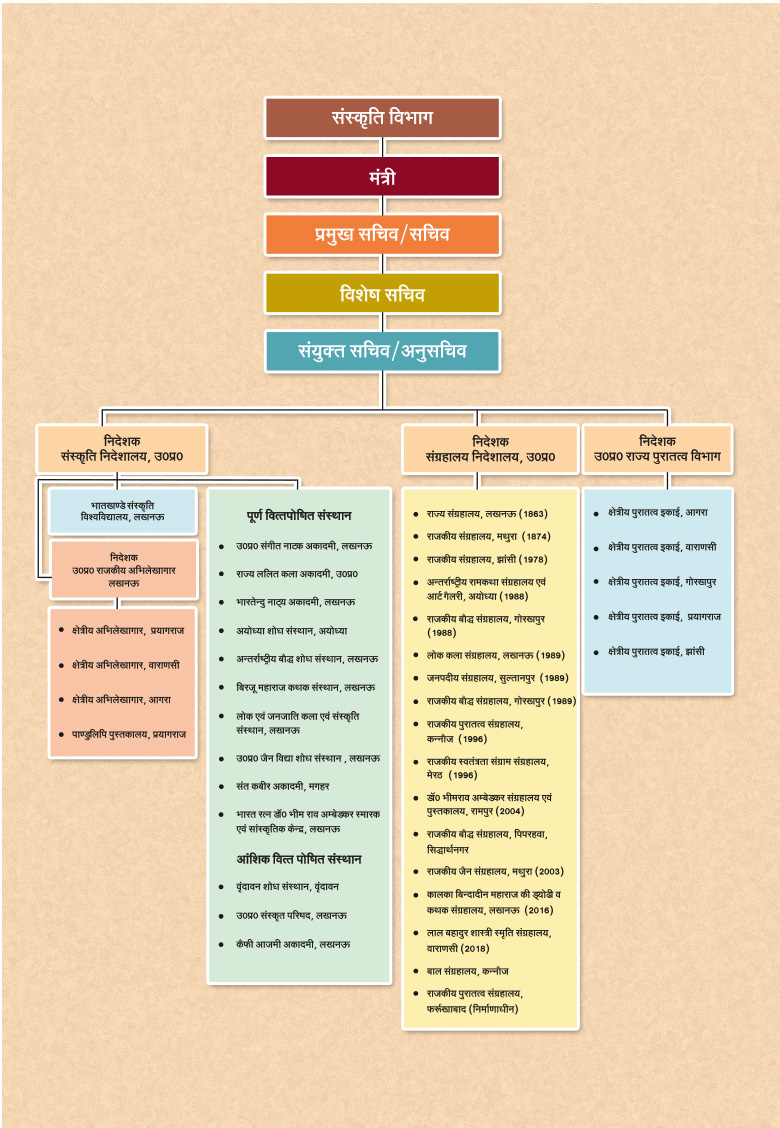 संस्कृति विभाग
मंत्री
प्रमुख सचिव/सचिव
विशेष सचिव
संयुक्त सचिव/अनुसचिव
निदेशक
संस्कृति निदेशालय, उ0प्र0
भातखण्डे संस्कृति
विश्वविद्यालय, लखनऊ
निदेशक
उ0प्र0 राजकीय अभिलेखागार
लखनऊ
• क्षेत्रीय अभिलेखागार, प्रयागराज
• क्षेत्रीय अभिलेखागार, वाराणसी
• क्षेत्रीय अभिलेखागार, आगरा
• पाण्डुलिपि पुस्तकालय, प्रयागराज
पूर्ण वित्तपोषित संस्थान
• उ0प्र0 संगीत नाटक अकादमी, लखनऊ
• राज्य ललित कला अकादमी, उ0प्र0
• भारतेन्दु नाट्य अकादमी, लखनऊ
• अयोध्या शोध संस्थान, अयोध्या
• अन्तर्राष्ट्रीय बौद्ध शोध संस्थान, लखनऊ
• बिरजू महाराज कथक संस्थान, लखनऊ
• लोक एवं जनजाति कला एवं संस्कृति
संस्थान, लखनऊ
• उ0प्र0 जैन विद्या शोध संस्थान , लखनऊ
• संत कबीर अकादमी, मगहर
• भारत रत्न डॉ0 भीम राव अम्बेडकर स्मारक
एवं सांस्कृतिक केन्द्र, लखनऊ
आंशिक वित्त पोषित संस्थान
• वृंदावन शोध संस्थान, वृंदावन
• उ0प्र0 संस्कृत परिषद, लखनऊ
• कैफी आजमी अकादमी, लखनऊ
निदेशक
संग्रहालय निदेशालय, उ0प्र0
• राज्य संग्रहालय, लखनऊ (1863)
• राजकीय संग्रहालय, मथुरा (1874)
• राजकीय संग्रहालय, झांसी (1978)
• अन्तर्राष्ट्रीय रामकथा संग्रहालय एवं
आर्ट गैलरी, अयोध्या (1988)
• राजकीय बौद्ध संग्रहालय, गोरखपुर
(1988)
• लोक कला संग्रहालय, लखनऊ (1989)
• जनपदीय संग्रहालय, सुल्तानपुर (1989)
• राजकीय बौद्ध संग्रहालय, गोरखपुर (1989)
• राजकीय पुरातत्व संग्रहालय,
कन्नौज (1996)
• राजकीय स्वतंत्रता संग्राम संग्रहालय,
मेरठ (1996)
• डॉ0 भीमराव अम्बेडकर संग्रहालय एवं
पुस्तकालय, रामपुर (2004)
• राजकीय बौद्ध संग्रहालय, पिपरहवा,
सिद्धार्थनगर
• राजकीय जैन संग्रहालय, मथुरा (2003)
• कालका बिन्दादीन महाराज की ड्योढी व
कथक संग्रहालय, लखनऊ (2016)
• लाल बहादुर शास्त्री स्मृति संग्रहालय,
वाराणसी (2018)
• बाल संग्रहालय, कन्नौज
• राजकीय पुरातत्व संग्रहालय,
फर्रूखाबाद (निर्माणाधीन)
निदेशक
उ0प्र0 राज्य पुरातत्व विभाग
• क्षेत्रीय पुरातत्व इकाई, आगरा
• क्षेत्रीय पुरातत्व इकाई, वाराणसी
• क्षेत्रीय पुरातत्व इकाई, गोरखपुर
• क्षेत्रीय पुरातत्व इकाई, प्रयागराज
• क्षेत्रीय पुरातत्व इकाई, झांसी